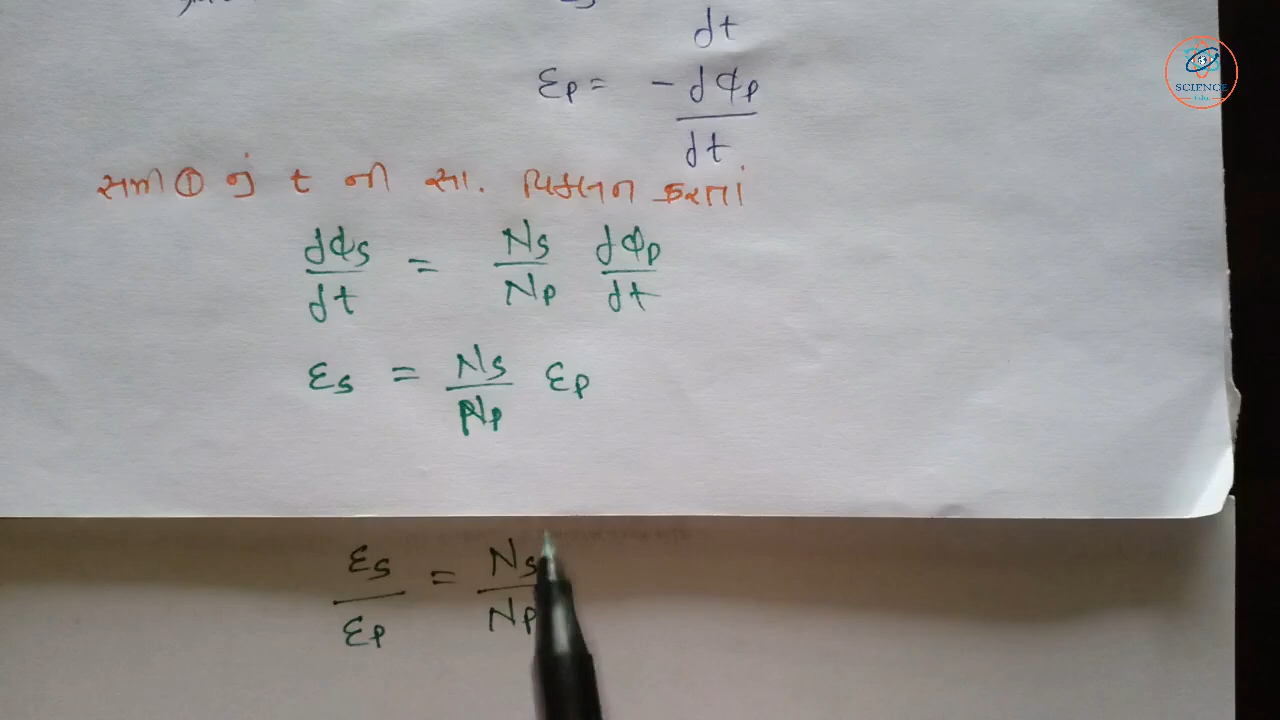 dt
εp = - dφp
dt
સમી ① નું t ની સા. વિકલન કરતાં
dφs = Ns dφp
dt Np dt
εs = Ns εp
Np
εs = Ns
εp Np
SCIENCE